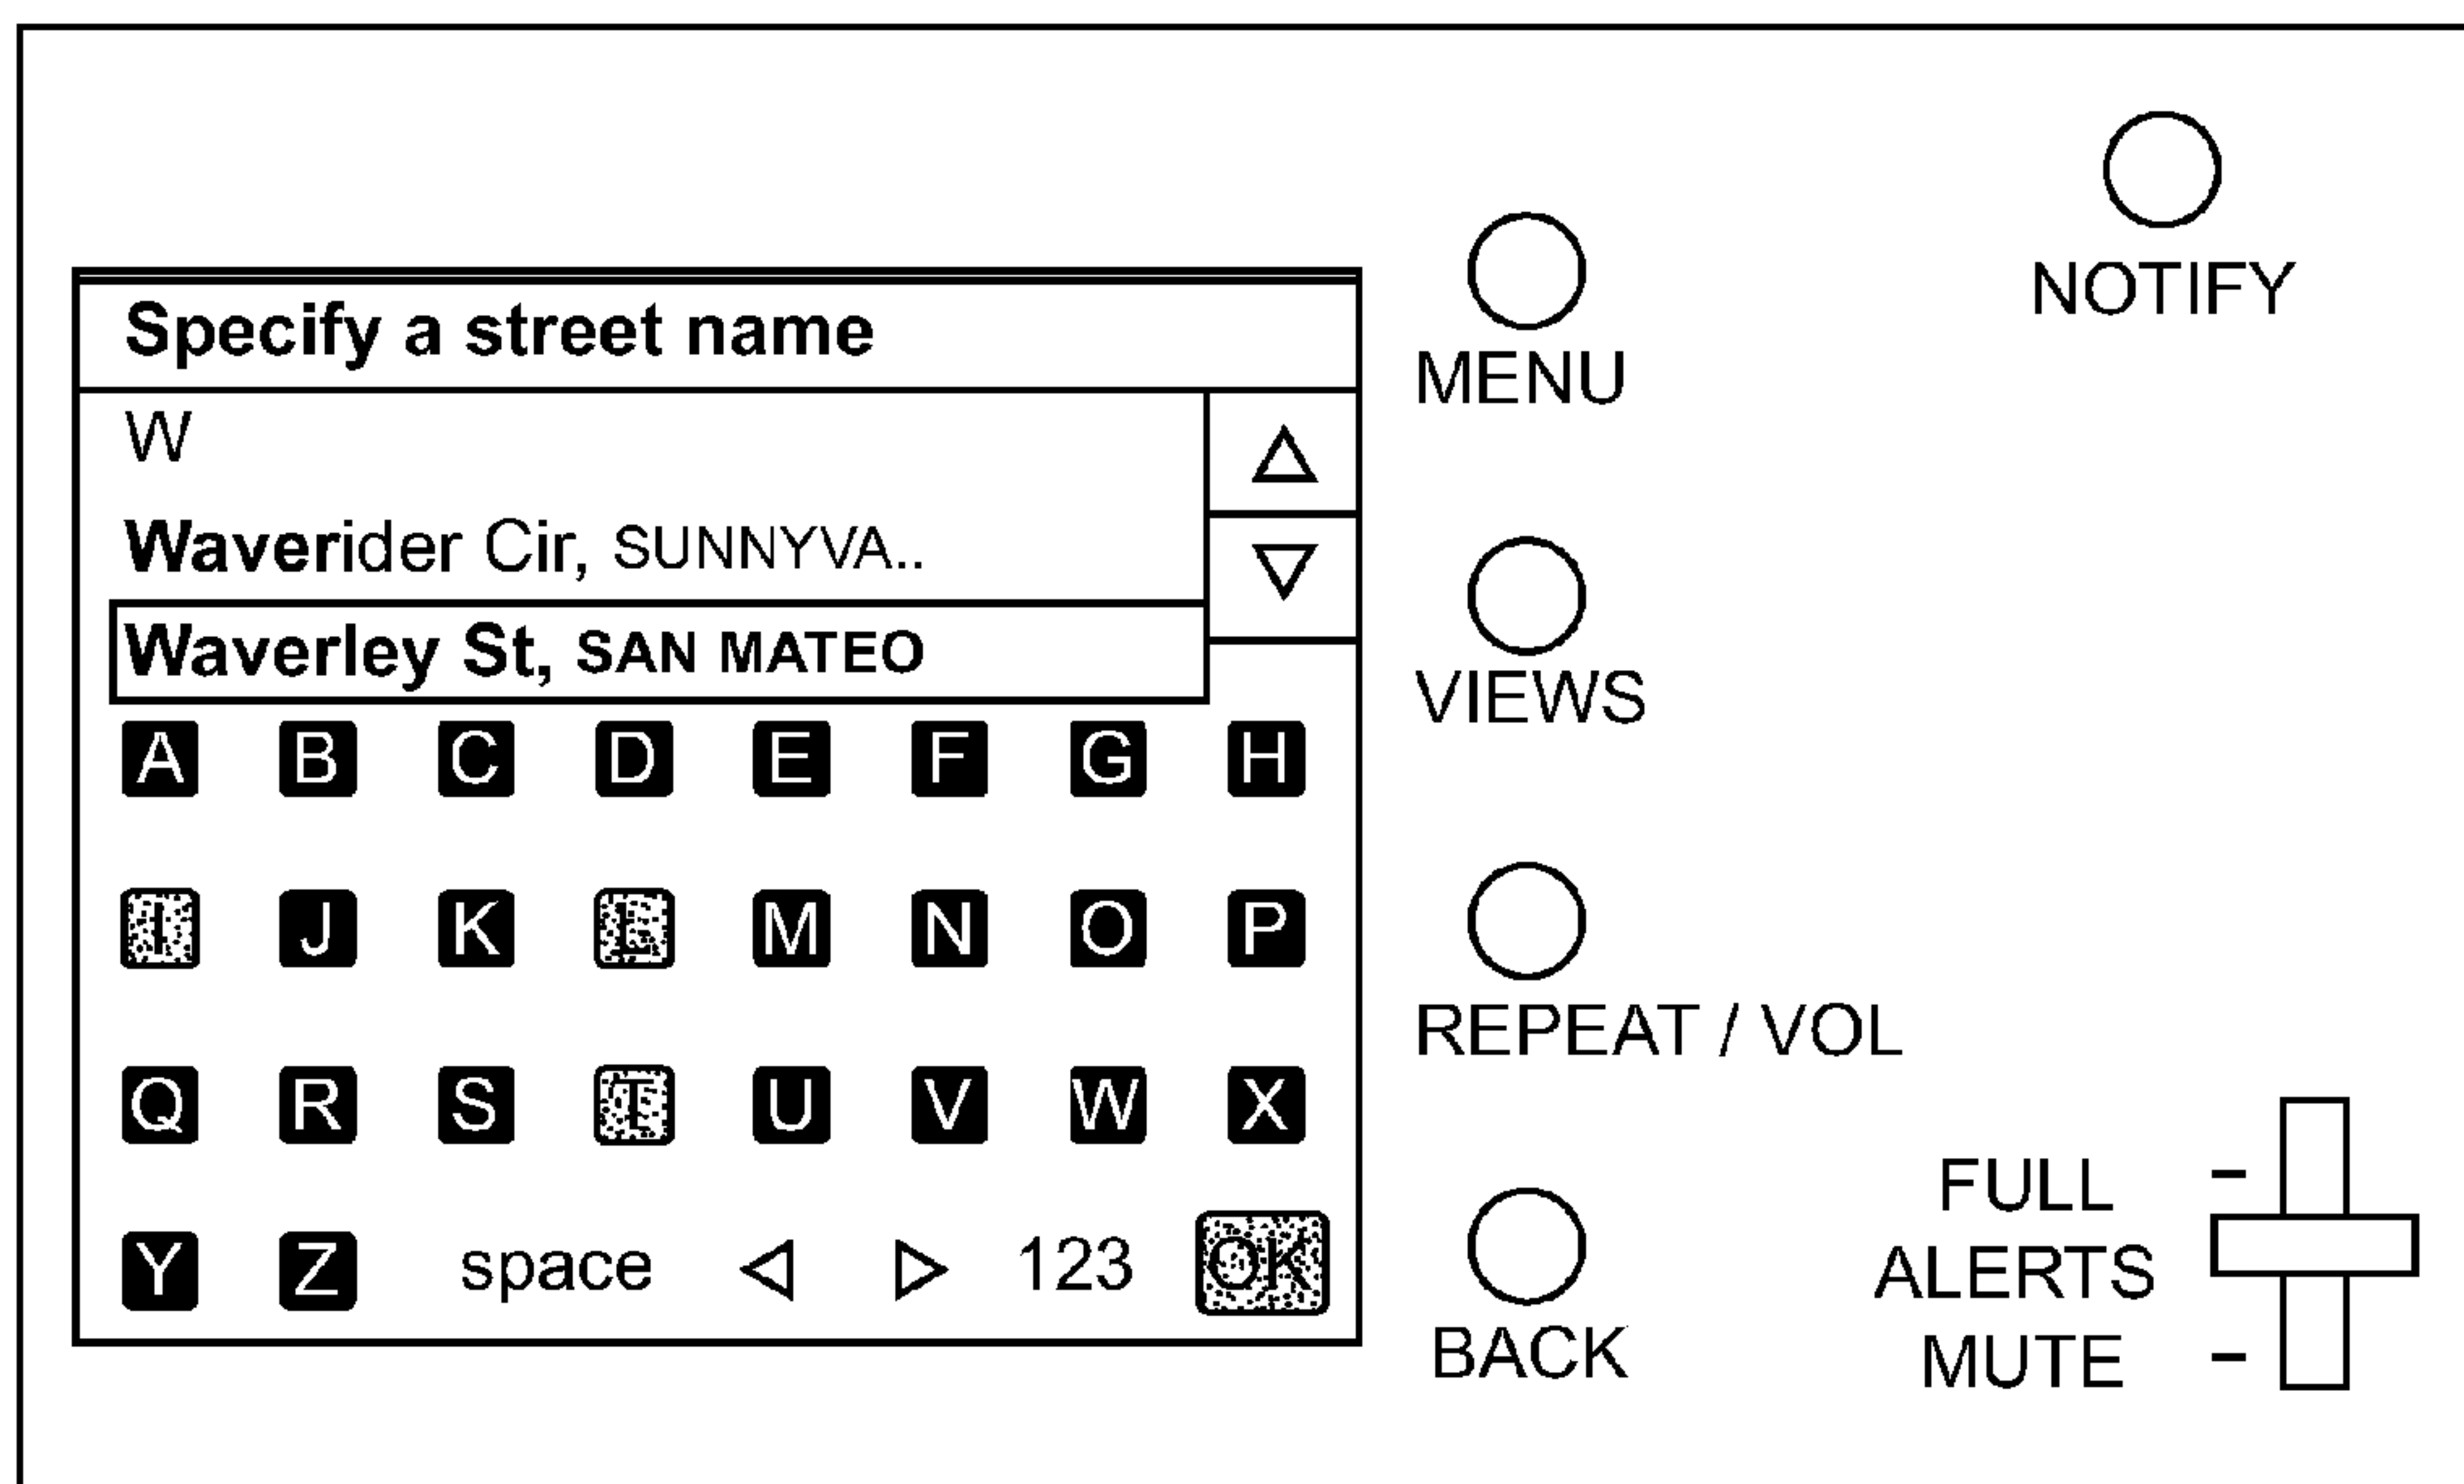 NOTIFY
MENU
Specify a street name
W
Waverider Cir, SUNNYVA..
Waverley St, SAN MATEO
VIEWS
A B C D E F G H
I J K L M N O P
REPEAT / VOL
Q R S T U V W X
Y Z space 123 OK
BACK
FULL
ALERTS
MUTE